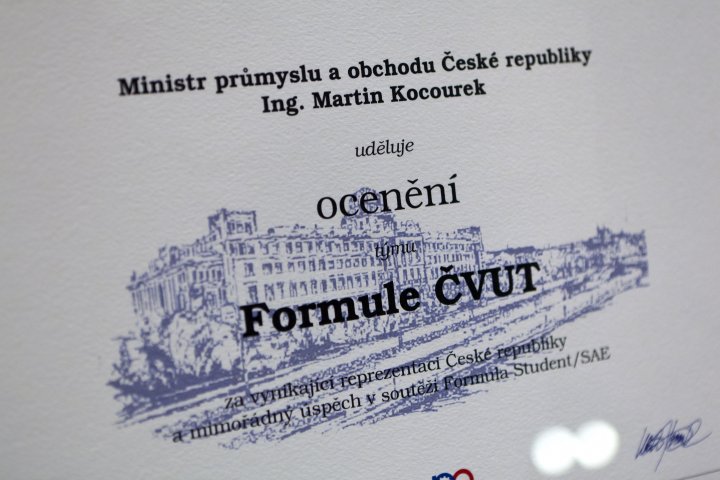 Ministr průmyslu a obchodu České republiky
Ing. Martin Kocourek
uděluje
ocenění
týmu
Formule ČVUT
za vynikající reprezentaci České republiky
a mimořádný úspěch v soutěži Formula Student/SAE